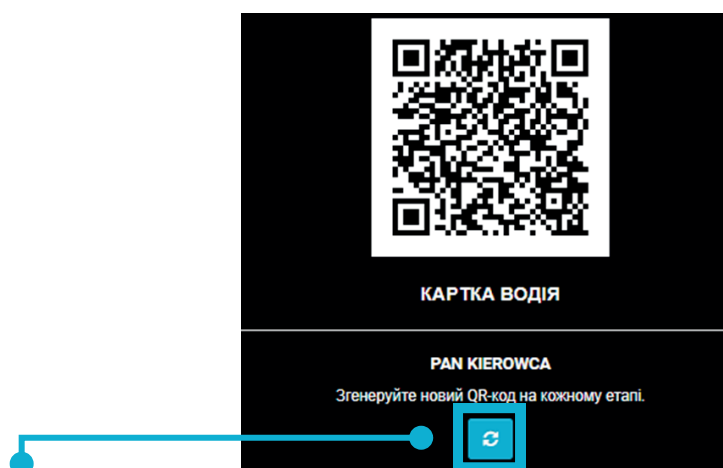 КАРТКА ВОДІЯ
PAN KIEROWCA
Згенеруйте новий QR-код на кожному етапі.